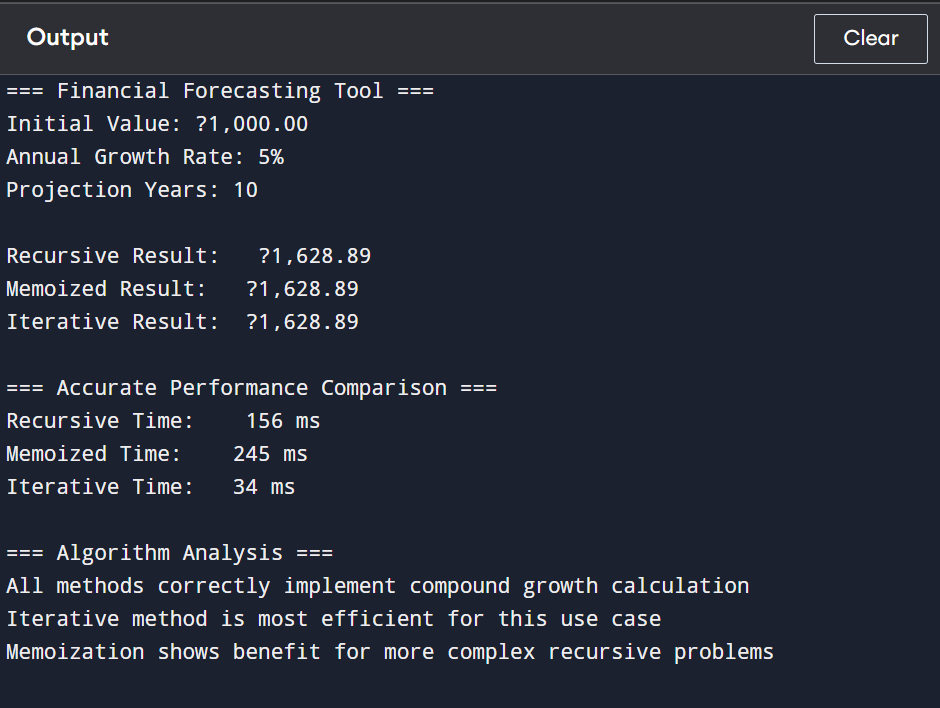 Output
Clear
=== Financial Forecasting Tool ===
Initial Value: ?1,000.00
Annual Growth Rate: 5%
Projection Years: 10
Recursive Result:   ?1,628.89
Memoized Result:   ?1,628.89
Iterative Result:  ?1,628.89
=== Accurate Performance Comparison ===
Recursive Time:    156 ms
Memoized Time:    245 ms
Iterative Time:   34 ms
=== Algorithm Analysis ===
All methods correctly implement compound growth calculation
Iterative method is most efficient for this use case
Memoization shows benefit for more complex recursive problems